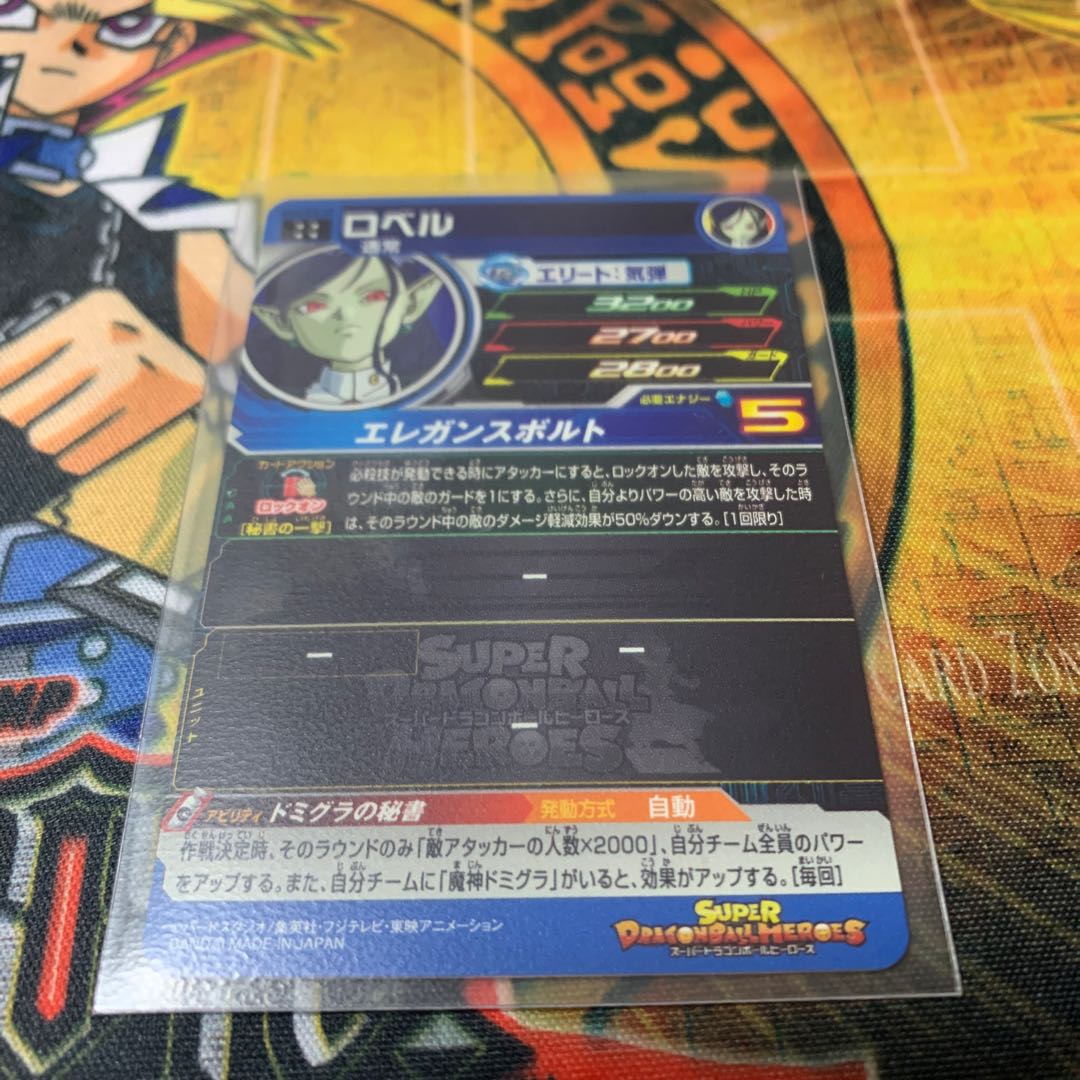 ロベル
通常
エリート:気弾
HP
3200
パワー
2700
ガード
2800
必要エナジー 5
エレガンスボルト
カードアクション
ロックオン
[秘書の一撃]
必殺技が発動できる時にアタッカーにすると、ロックオンした敵を攻撃し、そのラ
ウンド中の敵のガードを1にする。さらに、自分よりパワーの高い敵を攻撃した時
は、そのラウンド中の敵のダメージ軽減効果が50%ダウンする。[1回限り]
CAA
ー
ユニット
ー
ー
ー
SUPER
DRAGONBALL
スーパードラゴンボールヒーローズ
HEROES
アビリティ ドミグラの秘書 発動方式 自動
作戦決定時、そのラウンドのみ「敵アタッカーの人数×2000」、自分チーム全員のパワー
をアップする。また、自分チームに「魔神ドミグラ」がいると、効果がアップする。[毎回]
©バードスタジオ/集英社・フジテレビ・東映アニメーション
BANDAI MADE IN JAPAN
SUPER
DRAGONBALL HEROES
スーパードラゴンボールヒーローズ